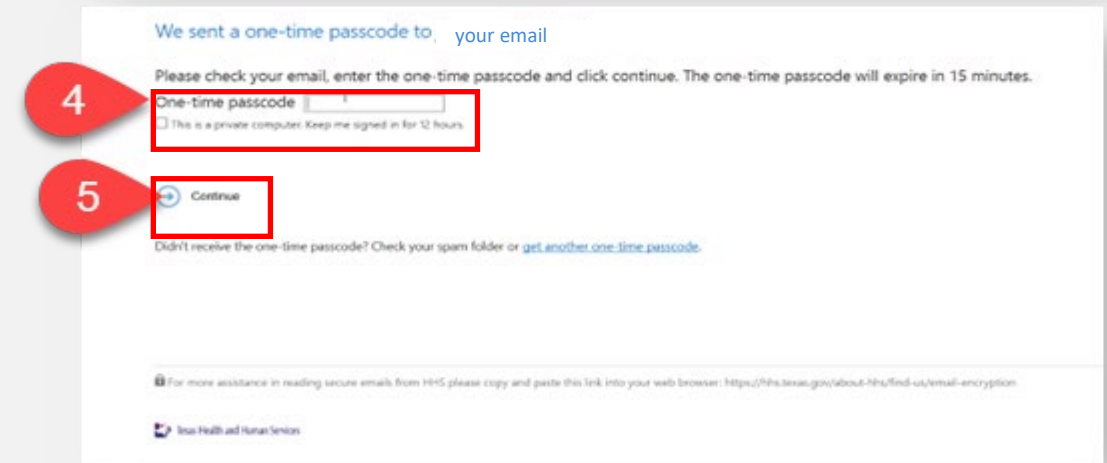 We sent a one-time passcode to your email
Please check your email, enter the one-time passcode and click continue. The one-time passcode will expire in 15 minutes.
4
One-time passcode
This is a private computer. Keep me signed in for 12 hours.
5
Continue
Didn't receive the one-time passcode? Check your spam folder or get another one-time passcode.
For more assistance in reading secure emails from HHS please copy and paste this link into your web browser: https://hhs.texas.gov/about-hhs/find-us/email-encryption
Texas Health and Human Services